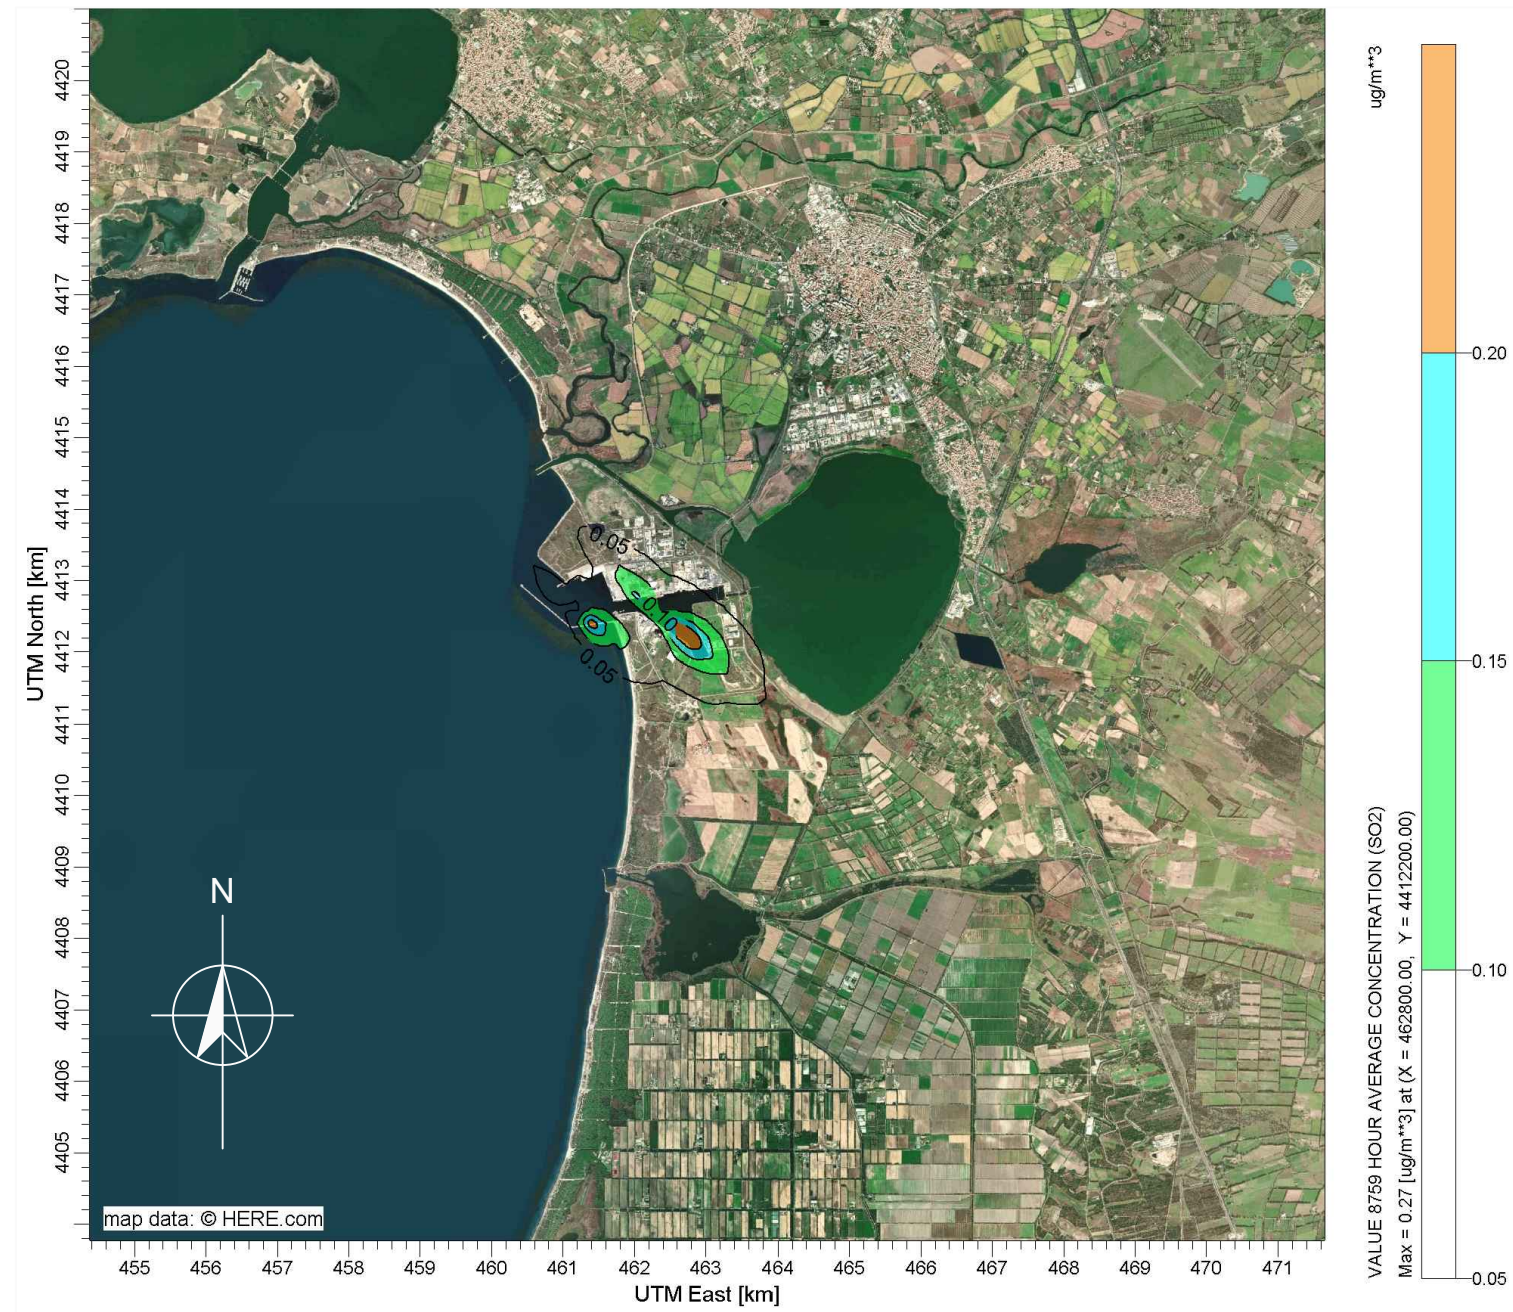 ug/m**3
0.20
0.15
0.10
0.05
VALUE 8759 HOUR AVERAGE CONCENTRATION (SO2)
Max = 0.27 [ug/m**3] at (X = 462800.00, Y = 4412200.00)
UTM North [km]
4420
4419
4418
4417
4416
4415
4414
4413
4412
4411
4410
4409
4408
4407
4406
4405
0.05
0.10
0.05
N
map data: © HERE.com
455 456 457 458 459 460 461 462 463 464 465 466 467 468 469 470 471
UTM East [km]